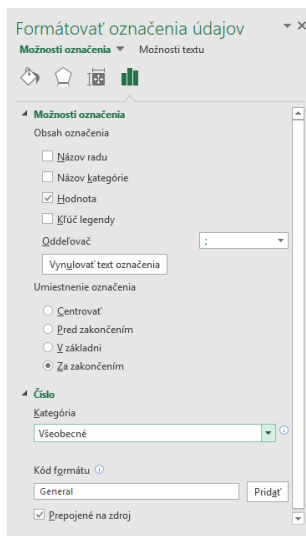 Formátovať označenia údajov
Možnosti označenia Možnosti textu
Možnosti označenia
Obsah označenia
Názov radu
Názov kategórie
Hodnota
Kľúč legendy
Oddeľovač ;
Vynulovať text označenia
Umiestnenie označenia
Centrovať
Pred zakončením
V základni
Za zakončením
Číslo
Kategória
Všeobecné
Kód formátu
General Pridať
Prepojené na zdroj